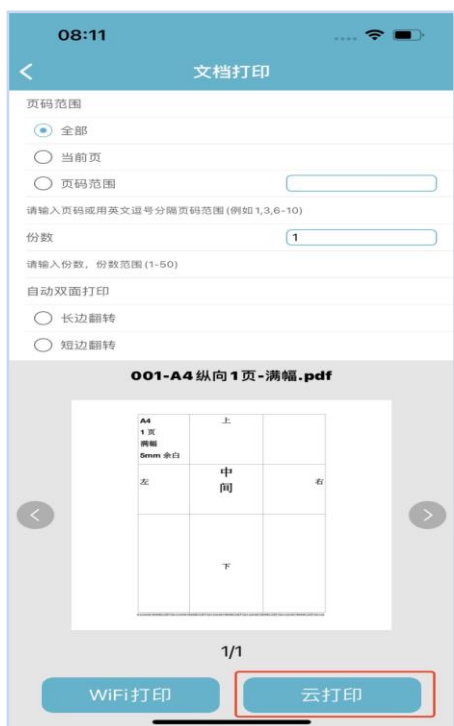 08:11
文档打印
页码范围
全部
当前页
页码范围
请输入页码或用英文逗号分隔页码范围(例如1,3,6-10)
份数
1
请输入份数，份数范围(1-50)
自动双面打印
长边翻转
短边翻转
001-A4纵向1页-满幅.pdf
A4
1 页
满幅
5mm 余白
上
左
中
间
右
下
1/1
WiFi打印
云打印